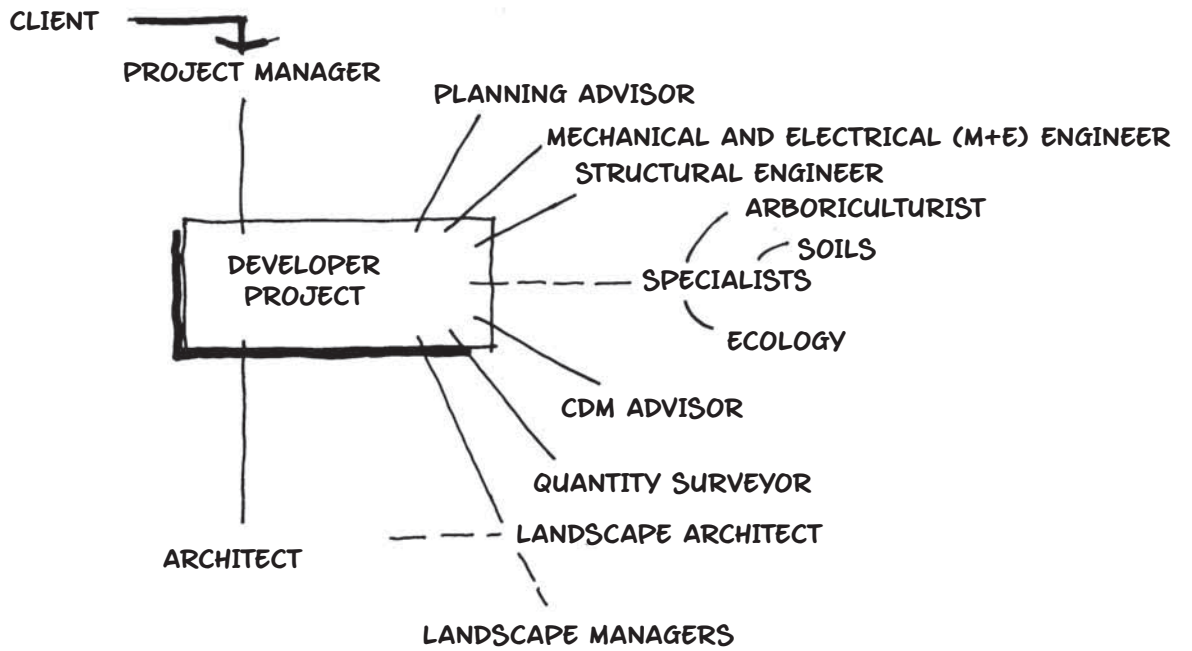 CLIENT
PROJECT MANAGER
PLANNING ADVISOR
MECHANICAL AND ELECTRICAL (M+E) ENGINEER
STRUCTURAL ENGINEER
ARBORICULTURIST
SOILS
DEVELOPER
PROJECT
SPECIALISTS
ECOLOGY
CDM ADVISOR
QUANTITY SURVEYOR
LANDSCAPE ARCHITECT
ARCHITECT
LANDSCAPE MANAGERS